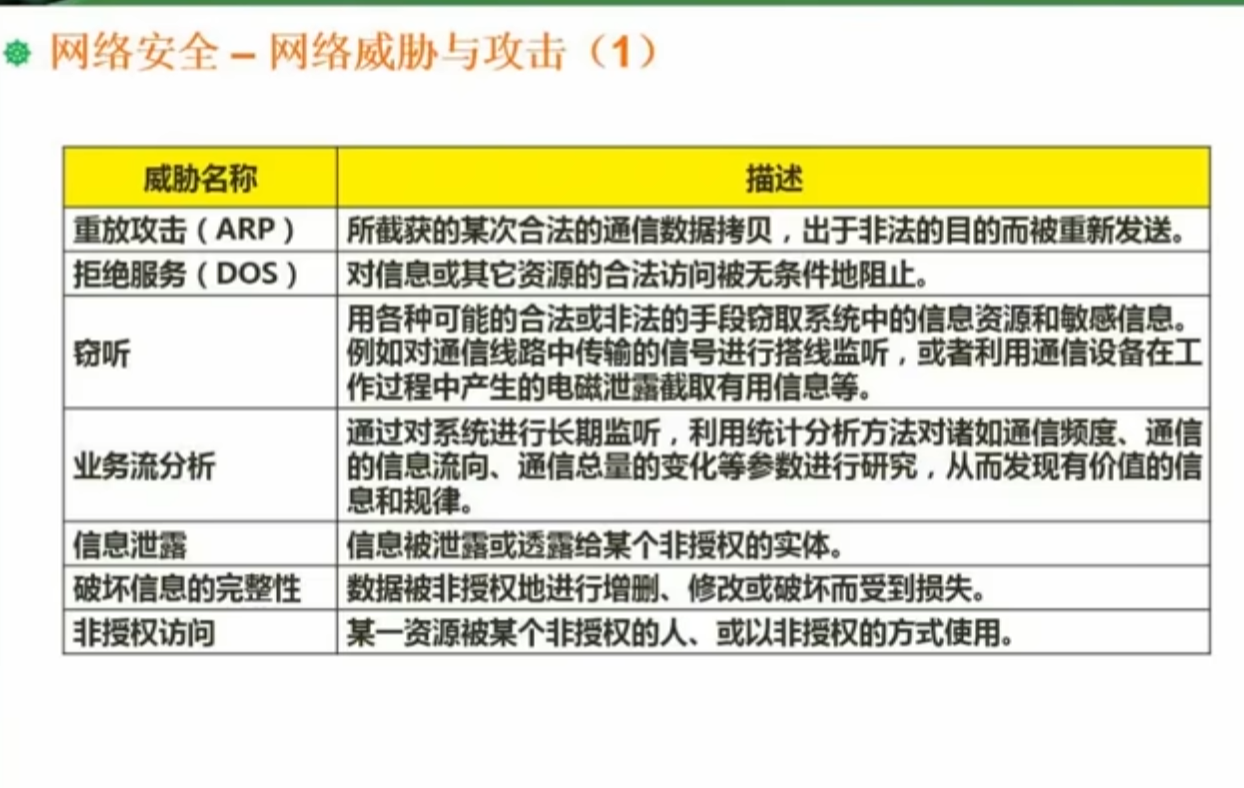 网络安全 – 网络威胁与攻击（1）
威胁名称 描述
重放攻击（ARP） 所截获的某次合法的通信数据拷贝，出于非法的目的而被重新发送。
拒绝服务（DOS） 对信息或其它资源的合法访问被无条件地阻止。
窃听
用各种可能的合法或非法的手段窃取系统中的信息资源和敏感信息。
例如对通信线路中传输的信号进行搭线监听，或者利用通信设备在工
作过程中产生的电磁泄露截取有用信息等。
业务流分析
通过对系统进行长期监听，利用统计分析方法对诸如通信频度、通信
的信息流向、通信总量的变化等参数进行研究，从而发现有价值的信
息和规律。
信息泄露 信息被泄露或透露给某个非授权的实体。
破坏信息的完整性 数据被非授权地进行增删、修改或破坏而受到损失。
非授权访问 某一资源被某个非授权的人、或以非授权的方式使用。